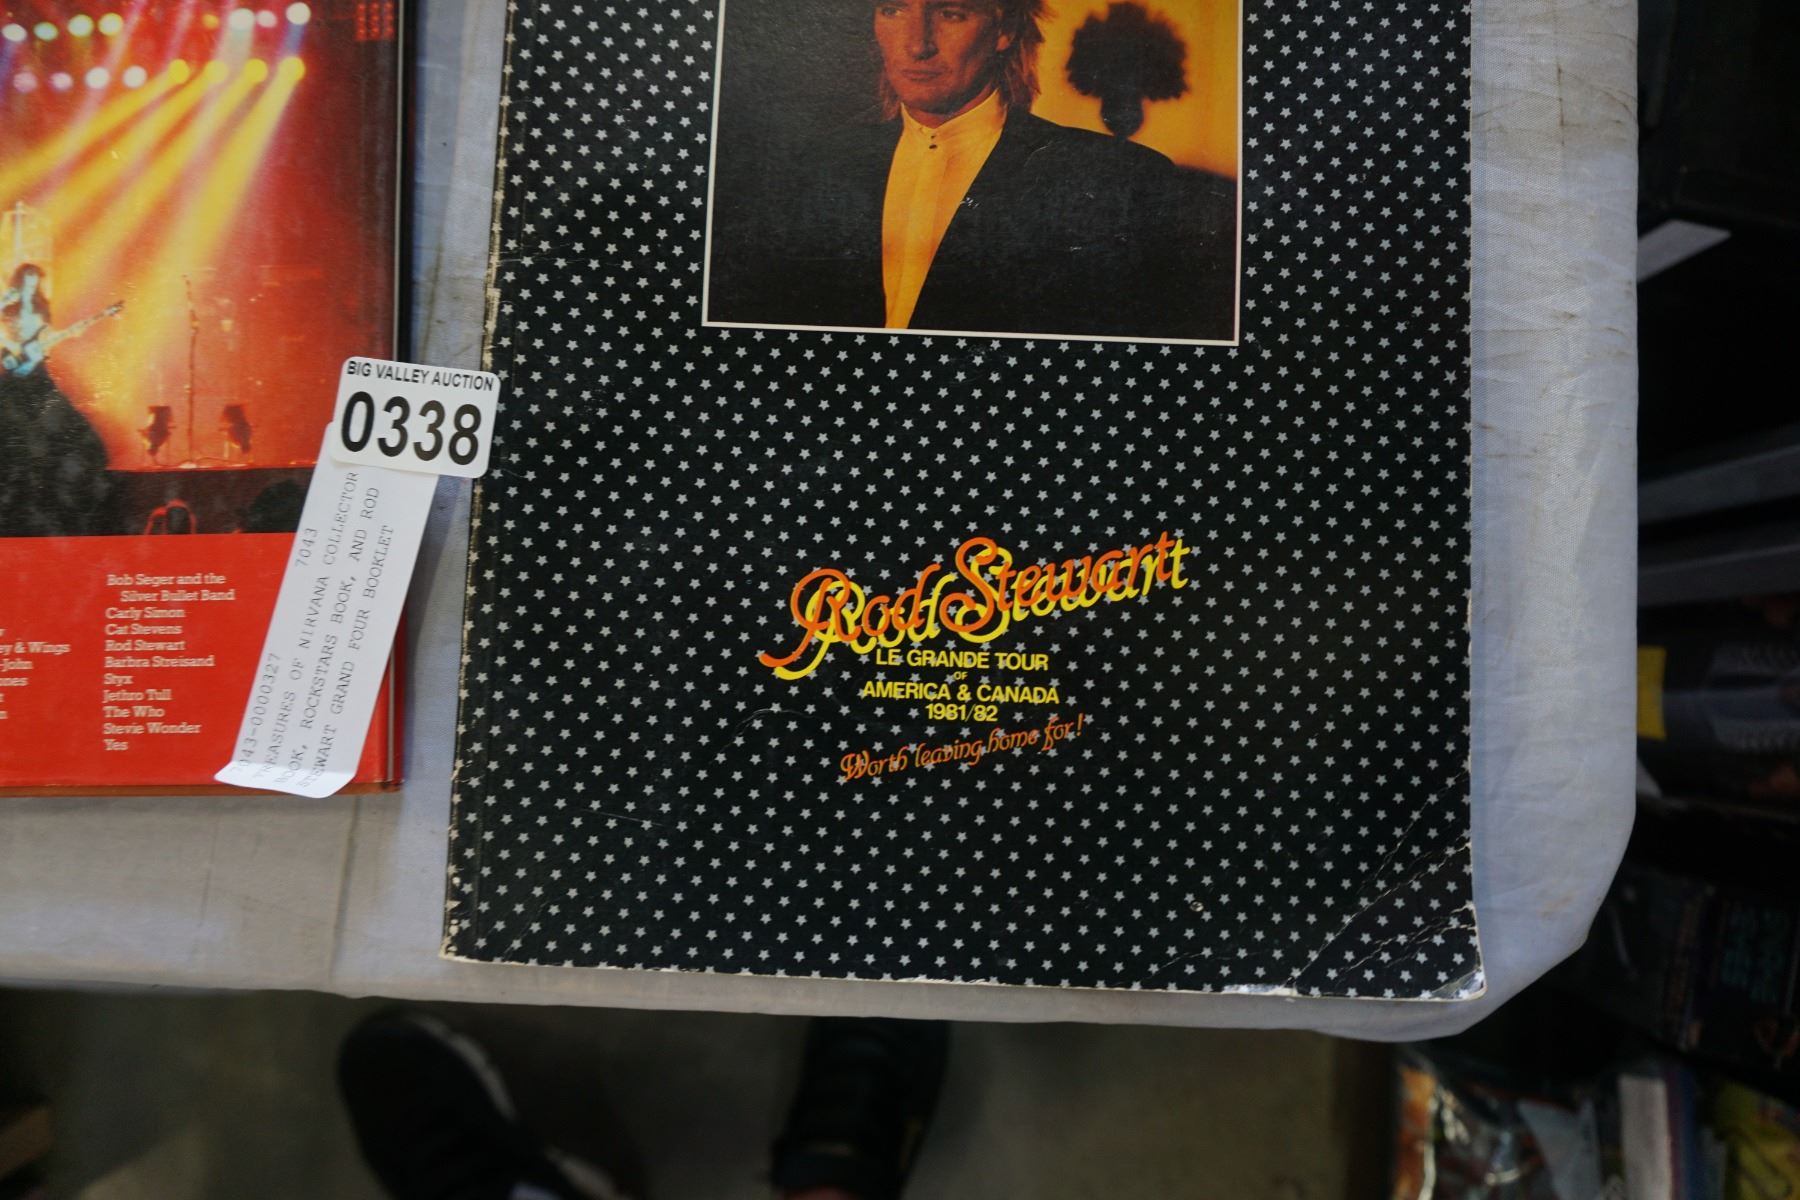 BIG VALLEY AUCTION
0338
7043-0000327 7043
TREASURES OF NIRVANA COLLECTOR
BOOK, ROCKSTARS BOOK, AND ROD
STEWART GRAND FOUR BOOKLET
Bob Seger and the
Silver Bullet Band
Carly Simon
Cat Stevens
Rod Stewart
Barbra Streisand
Styx
Jethro Tull
The Who
Stevie Wonder
Yes
& Wings
-John
Rod Stewart
LE GRANDE TOUR
OF
AMERICA & CANADA
1981/82
Worth leaving home for!